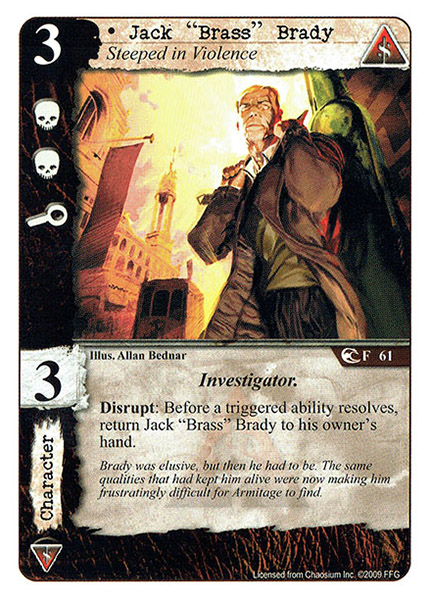 3
• Jack “Brass” Brady
Steeped in Violence
Illus. Allan Bednar
F 61
3
Character
Investigator.
Disrupt: Before a triggered ability resolves,
return Jack “Brass” Brady to his owner’s
hand.
Brady was elusive, but then he had to be. The same
qualities that had kept him alive were now making him
frustratingly difficult for Armitage to find.
Licensed from Chaosium Inc. ©2009 FFG